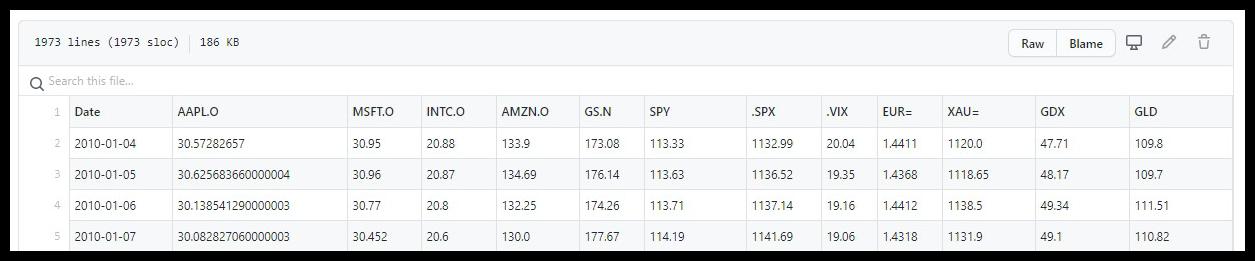 1973 lines (1973 sloc) 186 KB Raw Blame
Search this file...
1 Date AAPL.O MSFT.O INTC.O AMZN.O GS.N SPY .SPX .VIX EUR= XAU= GDX GLD
2 2010-01-04 30.57282657 30.95 20.88 133.9 173.08 113.33 1132.99 20.04 1.4411 1120.0 47.71 109.8
3 2010-01-05 30.625683660000004 30.96 20.87 134.69 176.14 113.63 1136.52 19.35 1.4368 1118.65 48.17 109.7
4 2010-01-06 30.138541290000003 30.77 20.8 132.25 174.26 113.71 1137.14 19.16 1.4412 1138.5 49.34 111.51
5 2010-01-07 30.082827060000003 30.452 20.6 130.0 177.67 114.19 1141.69 19.06 1.4318 1131.9 49.1 110.82